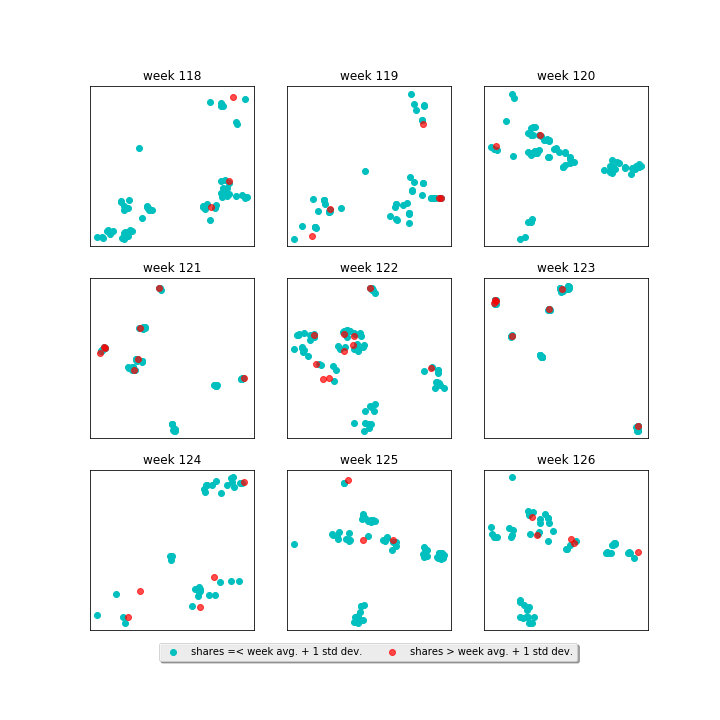 week 118
week 119
week 120
week 121
week 122
week 123
week 124
week 125
week 126
shares =< week avg. + 1 std dev.
shares > week avg. + 1 std dev.